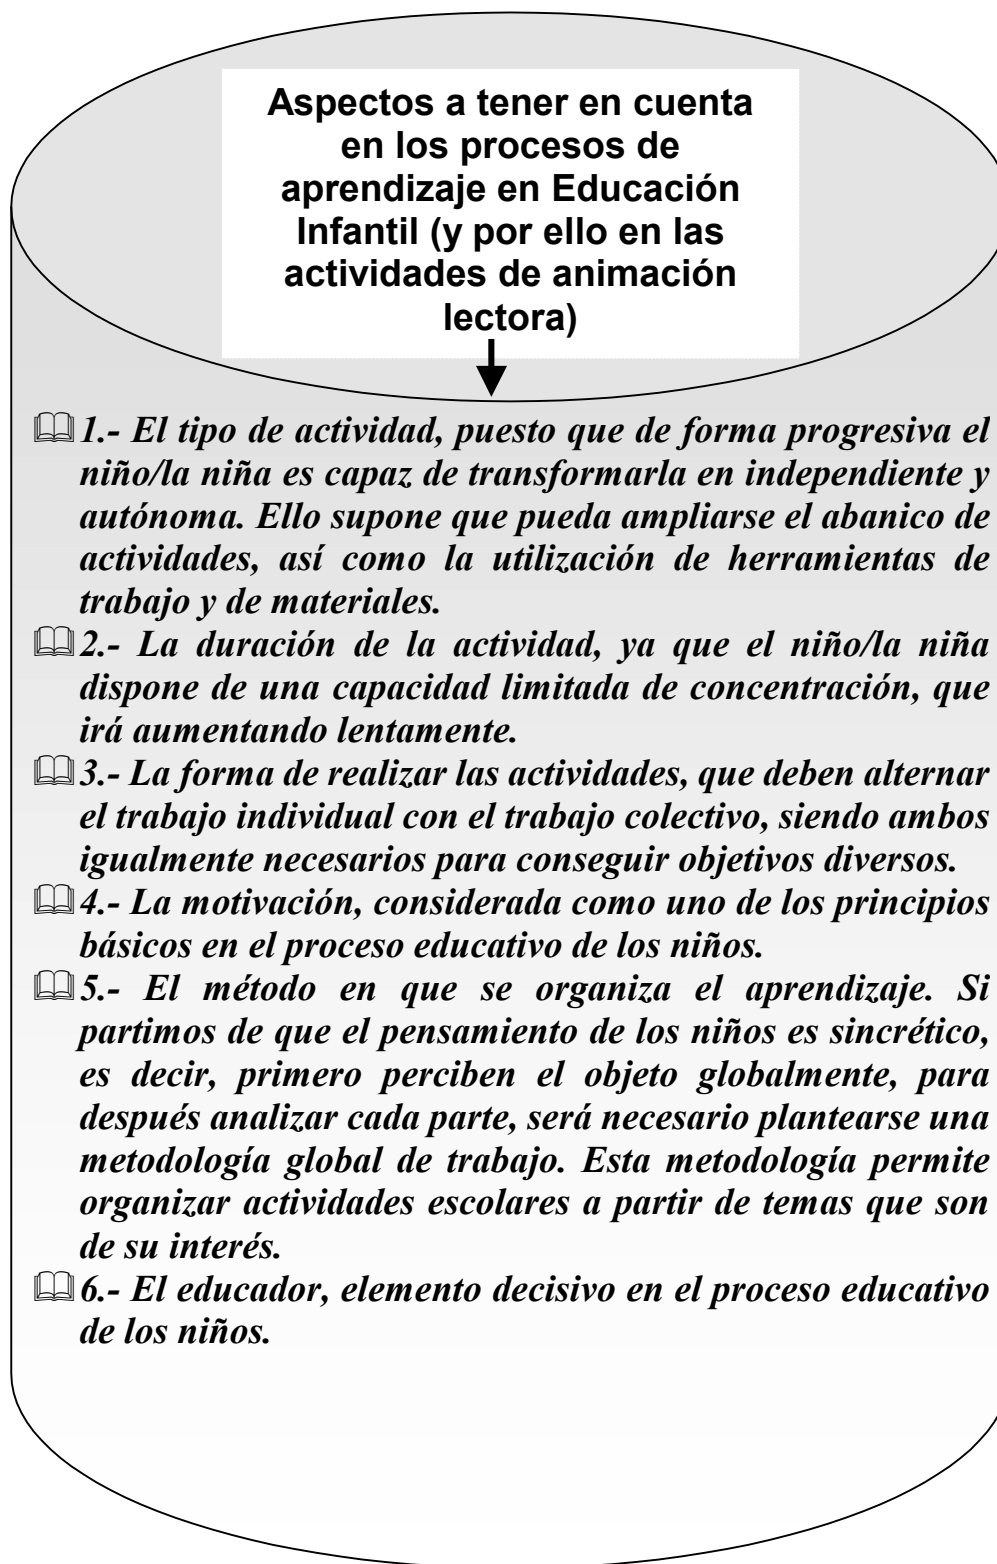 Aspectos a tener en cuenta
en los procesos de
aprendizaje en Educación
Infantil (y por ello en las
actividades de animación
lectora)
1.- El tipo de actividad, puesto que de forma progresiva el
niño/la niña es capaz de transformarla en independiente y
autónoma. Ello supone que pueda ampliarse el abanico de
actividades, así como la utilización de herramientas de
trabajo y de materiales.
2.- La duración de la actividad, ya que el niño/la niña
dispone de una capacidad limitada de concentración, que
irá aumentando lentamente.
3.- La forma de realizar las actividades, que deben alternar
el trabajo individual con el trabajo colectivo, siendo ambos
igualmente necesarios para conseguir objetivos diversos.
4.- La motivación, considerada como uno de los principios
básicos en el proceso educativo de los niños.
5.- El método en que se organiza el aprendizaje. Si
partimos de que el pensamiento de los niños es sincrético,
es decir, primero perciben el objeto globalmente, para
después analizar cada parte, será necesario plantearse una
metodología global de trabajo. Esta metodología permite
organizar actividades escolares a partir de temas que son
de su interés.
6.- El educador, elemento decisivo en el proceso educativo
de los niños.